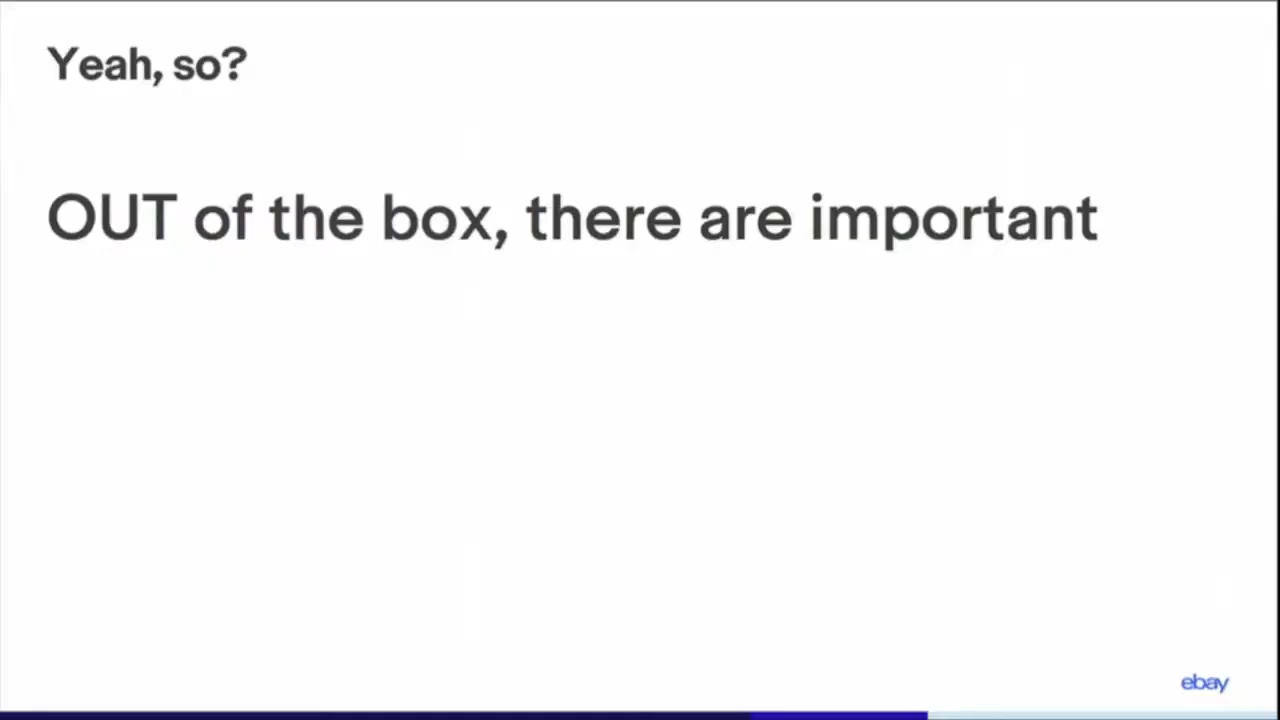 Yeah, so?
OUT of the box, there are important
ebay